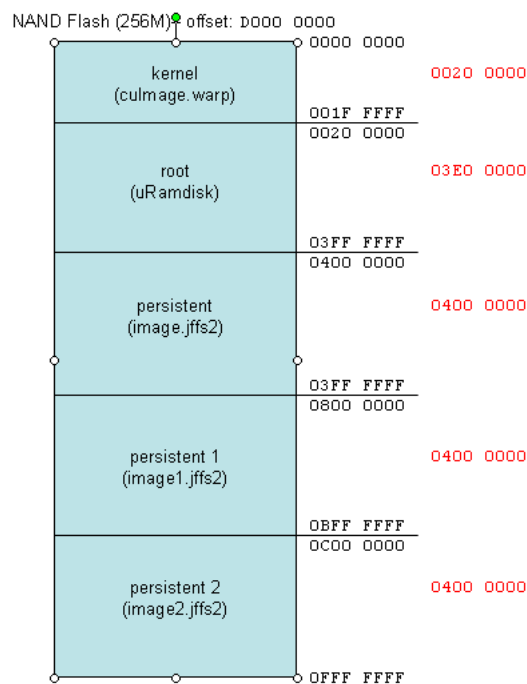 NAND Flash (256M) offset: D000 0000
0000 0000
kernel
(cuImage.warp)
0020 0000
001F FFFF
0020 0000
root
(uRamdisk)
03E0 0000
03FF FFFF
0400 0000
persistent
(image.jffs2)
0400 0000
03FF FFFF
0800 0000
persistent 1
(image1.jffs2)
0400 0000
0BFF FFFF
0C00 0000
persistent 2
(image2.jffs2)
0400 0000
0FFF FFFF